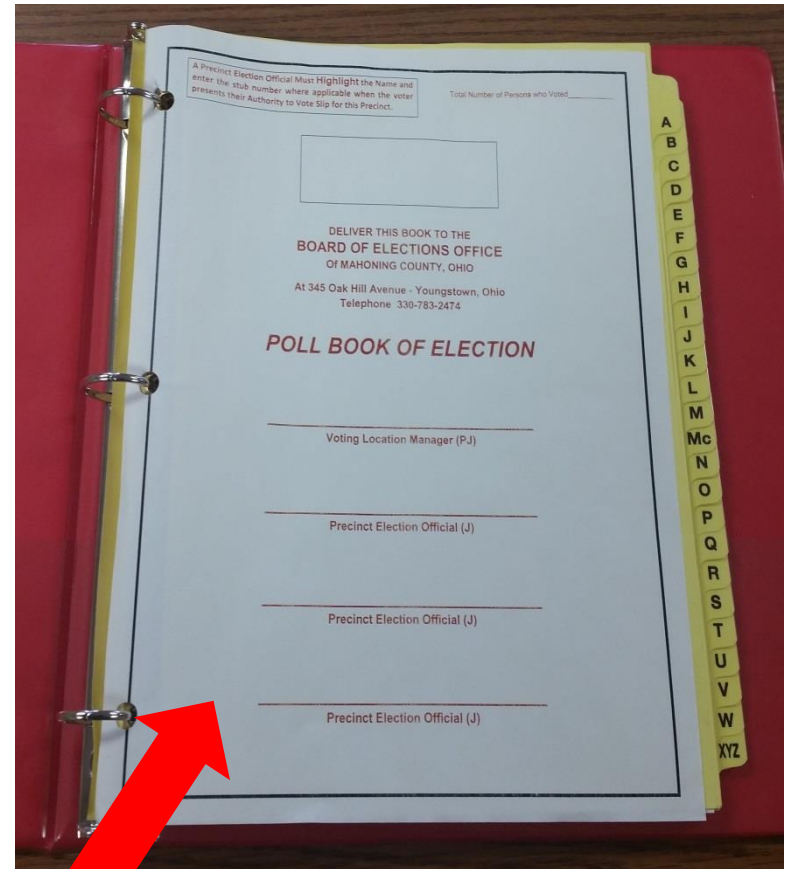 A Precinct Election Official Must Highlight the Name and
enter the stub number where applicable when the voter
presents their Authority to Vote Slip for this Precinct.
Total Number of Persons who Voted________
DELIVER THIS BOOK TO THE
BOARD OF ELECTIONS OFFICE
Of MAHONING COUNTY, OHIO
At 345 Oak Hill Avenue - Youngstown, Ohio
Telephone 330-783-2474
POLL BOOK OF ELECTION
Voting Location Manager (PJ)
Precinct Election Official (J)
Precinct Election Official (J)
Precinct Election Official (J)
A
B
C
D
E
F
G
H
I
J
K
L
M
Mc
N
O
P
Q
R
S
T
U
V
W
XYZ